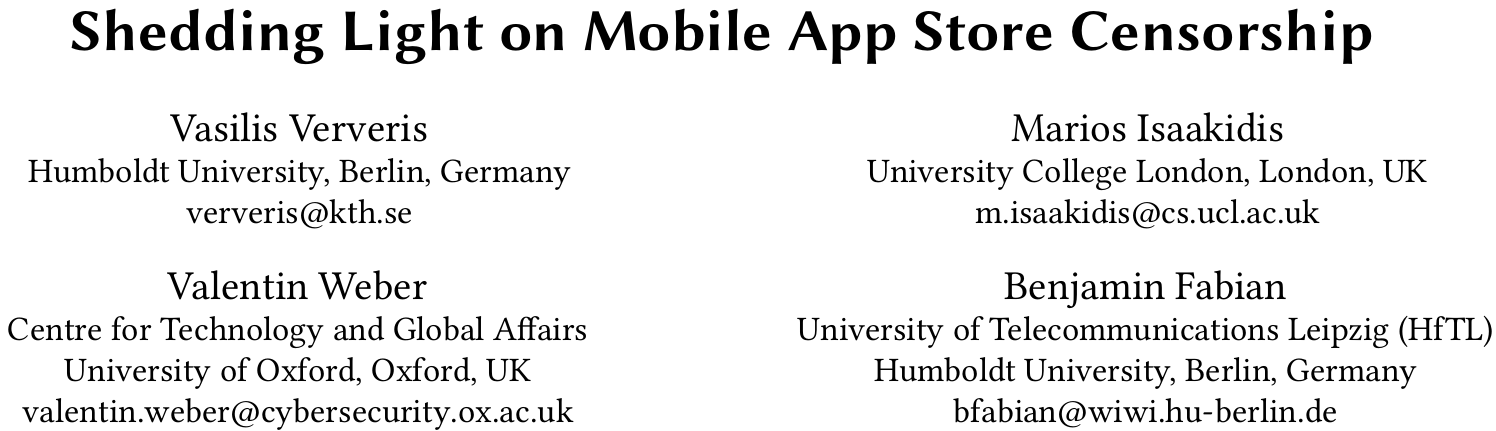 Shedding Light on Mobile App Store Censorship
Vasilis Ververis
Humboldt University, Berlin, Germany
ververis@kth.se
Marios Isaakidis
University College London, London, UK
m.isaakidis@cs.ucl.ac.uk
Valentin Weber
Centre for Technology and Global Affairs
University of Oxford, Oxford, UK
valentin.weber@cybersecurity.ox.ac.uk
Benjamin Fabian
University of Telecommunications Leipzig (HfTL)
Humboldt University, Berlin, Germany
bfabian@wiwi.hu-berlin.de